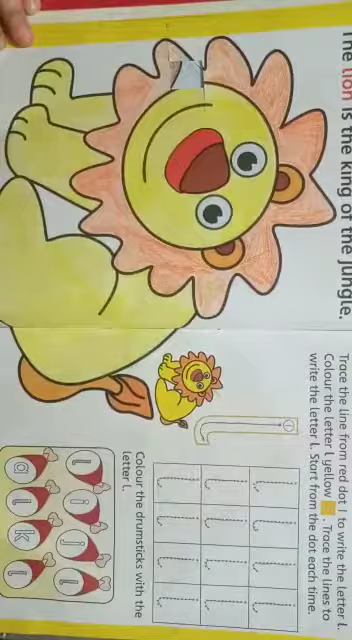 The lion is the king of the jungle.
Trace the line from red dot 1 to write the letter l.
Colour the letter l yellow . Trace the lines to
write the letter l. Start from the dot each time.
1
l l l l
l l l l
l l l l
Colour the drumsticks with the
letter l.
l i j l
a l k l